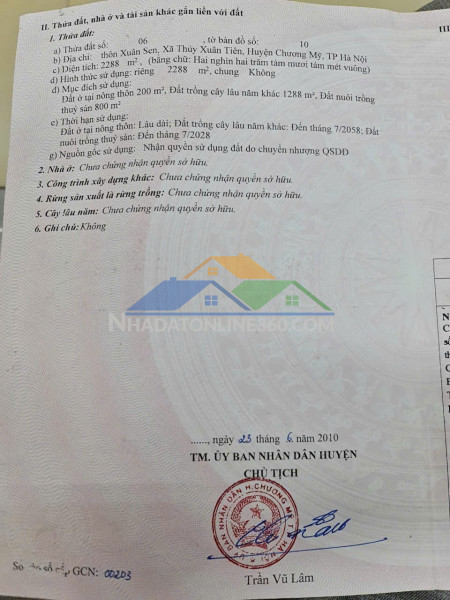 II. Thửa đất, nhà ở và tài sản khác gắn liền với đất
1. Thửa đất:
a) Thửa đất số: 06 , tờ bản đồ số: 10
b) Địa chỉ: thôn Xuân Sen, Xã Thủy Xuân Tiên, Huyện Chương Mỹ, TP Hà Nội
c) Diện tích: 2288 m², (bằng chữ: Hai nghìn hai trăm tám mươi tám mét vuông)
d) Hình thức sử dụng: riêng 2288 m², chung Không
đ) Mục đích sử dụng:
Đất ở tại nông thôn 200 m², Đất trồng cây lâu năm khác 1288 m², Đất nuôi trồng
thuỷ sản 800 m²
e) Thời hạn sử dụng:
Đất ở tại nông thôn: Lâu dài; Đất trồng cây lâu năm khác: Đến tháng 7/2058; Đất
nuôi trồng thuỷ sản: Đến tháng 7/2028
g) Nguồn gốc sử dụng: Nhận quyền sử dụng đất do chuyển nhượng QSDĐ
2. Nhà ở: Chưa chứng nhận quyền sở hữu.
3. Công trình xây dựng khác: Chưa chứng nhận quyền sở hữu.
4. Rừng sản xuất là rừng trồng: Chưa chứng nhận quyền sở hữu.
5. Cây lâu năm: Chưa chứng nhận quyền sở hữu.
6. Ghi chú: Không
NHADATONLINE360.COM
......, ngày 23 tháng 6 năm 2010
TM. ỦY BAN NHÂN DÂN HUYỆN
CHỦ TỊCH
BAN NHÂN DÂN H.CHƯƠNG MỸ
GCN: 00203
Trần Vũ Lâm
III